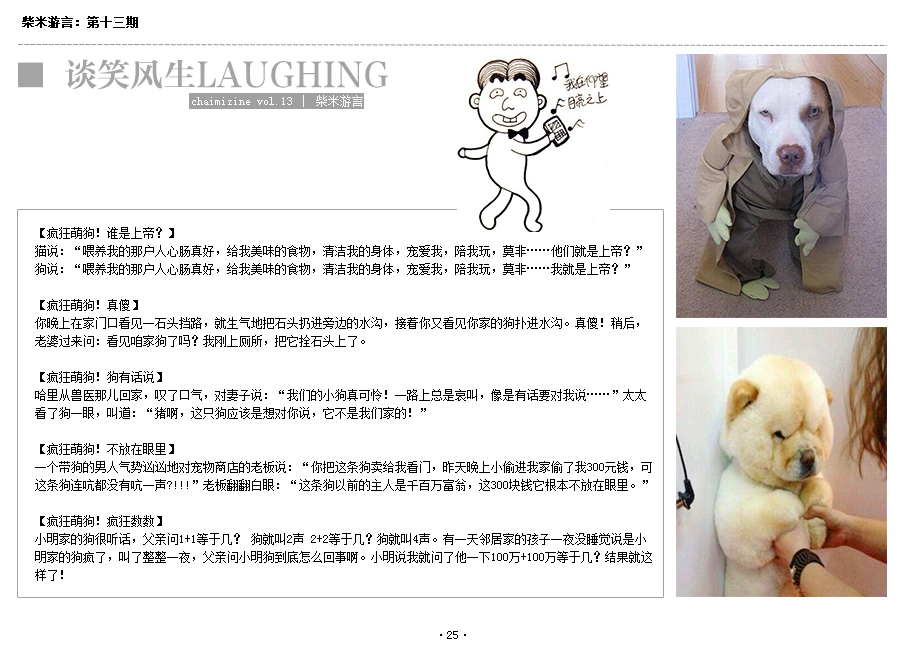 柴米游言：第十三期
谈笑风生LAUGHING
chaimizine vol.13 | 柴米游言
我在仰望
月亮之上
【疯狂萌狗！谁是上帝？】
猫说：“喂养我的那户人心肠真好，给我美味的食物，清洁我的身体，宠爱我，陪我玩，莫非……他们就是上帝？”
狗说：“喂养我的那户人心肠真好，给我美味的食物，清洁我的身体，宠爱我，陪我玩，莫非……我就是上帝？”
【疯狂萌狗！真傻】
你晚上在家门口看见一石头挡路，就生气地把石头扔进旁边的水沟，接着你又看见你家的狗扑进水沟。真傻！稍后，
老婆过来问：看见咱家狗了吗？我刚上厕所，把它拴石头上了。
【疯狂萌狗！狗有话说】
哈里从兽医那儿回家，叹了口气，对妻子说：“我们的小狗真可怜！一路上总是哀叫，像是有话要对我说……”太太
看了狗一眼，叫道：“猪啊，这只狗应该是想对你说，它不是我们家的！”
【疯狂萌狗！不放在眼里】
一个带狗的男人气势汹汹地对宠物商店的老板说：“你把这条狗卖给我看门，昨天晚上小偷进我家偷了我300元钱，可
这条狗连吭都没有吭一声?!!!”老板翻翻白眼：“这条狗以前的主人是千百万富翁，这300块钱它根本不放在眼里。”
【疯狂萌狗！疯狂数数】
小明家的狗很听话，父亲问1+1等于几？ 狗就叫2声 2+2等于几？狗就叫4声。有一天邻居家的孩子一夜没睡觉说是小
明家的狗疯了，叫了整整一夜，父亲问小明狗到底怎么回事啊。小明说我就问了他一下100万+100万等于几？结果就这
样了！
·25·